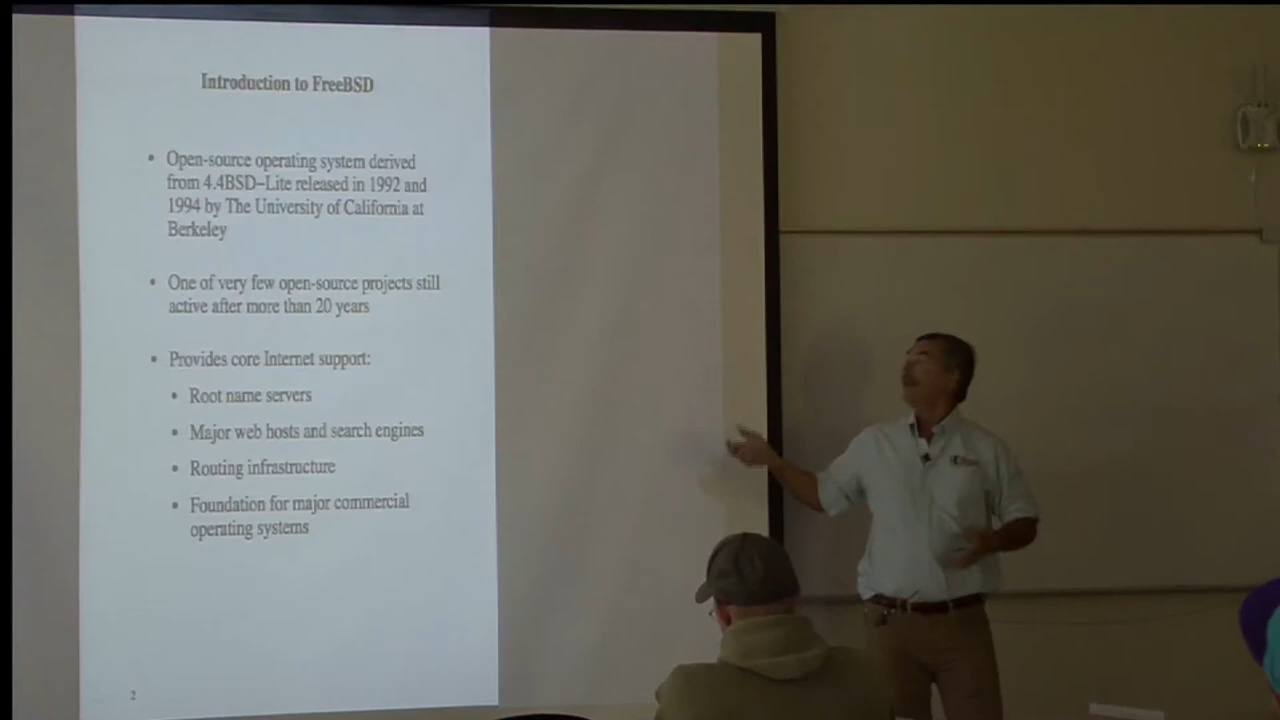 Introduction to FreeBSD
• Open-source operating system derived
from 4.4BSD–Lite released in 1992 and
1994 by The University of California at
Berkeley
• One of very few open-source projects still
active after more than 20 years
• Provides core Internet support:
• Root name servers
• Major web hosts and search engines
• Routing infrastructure
• Foundation for major commercial
operating systems
2